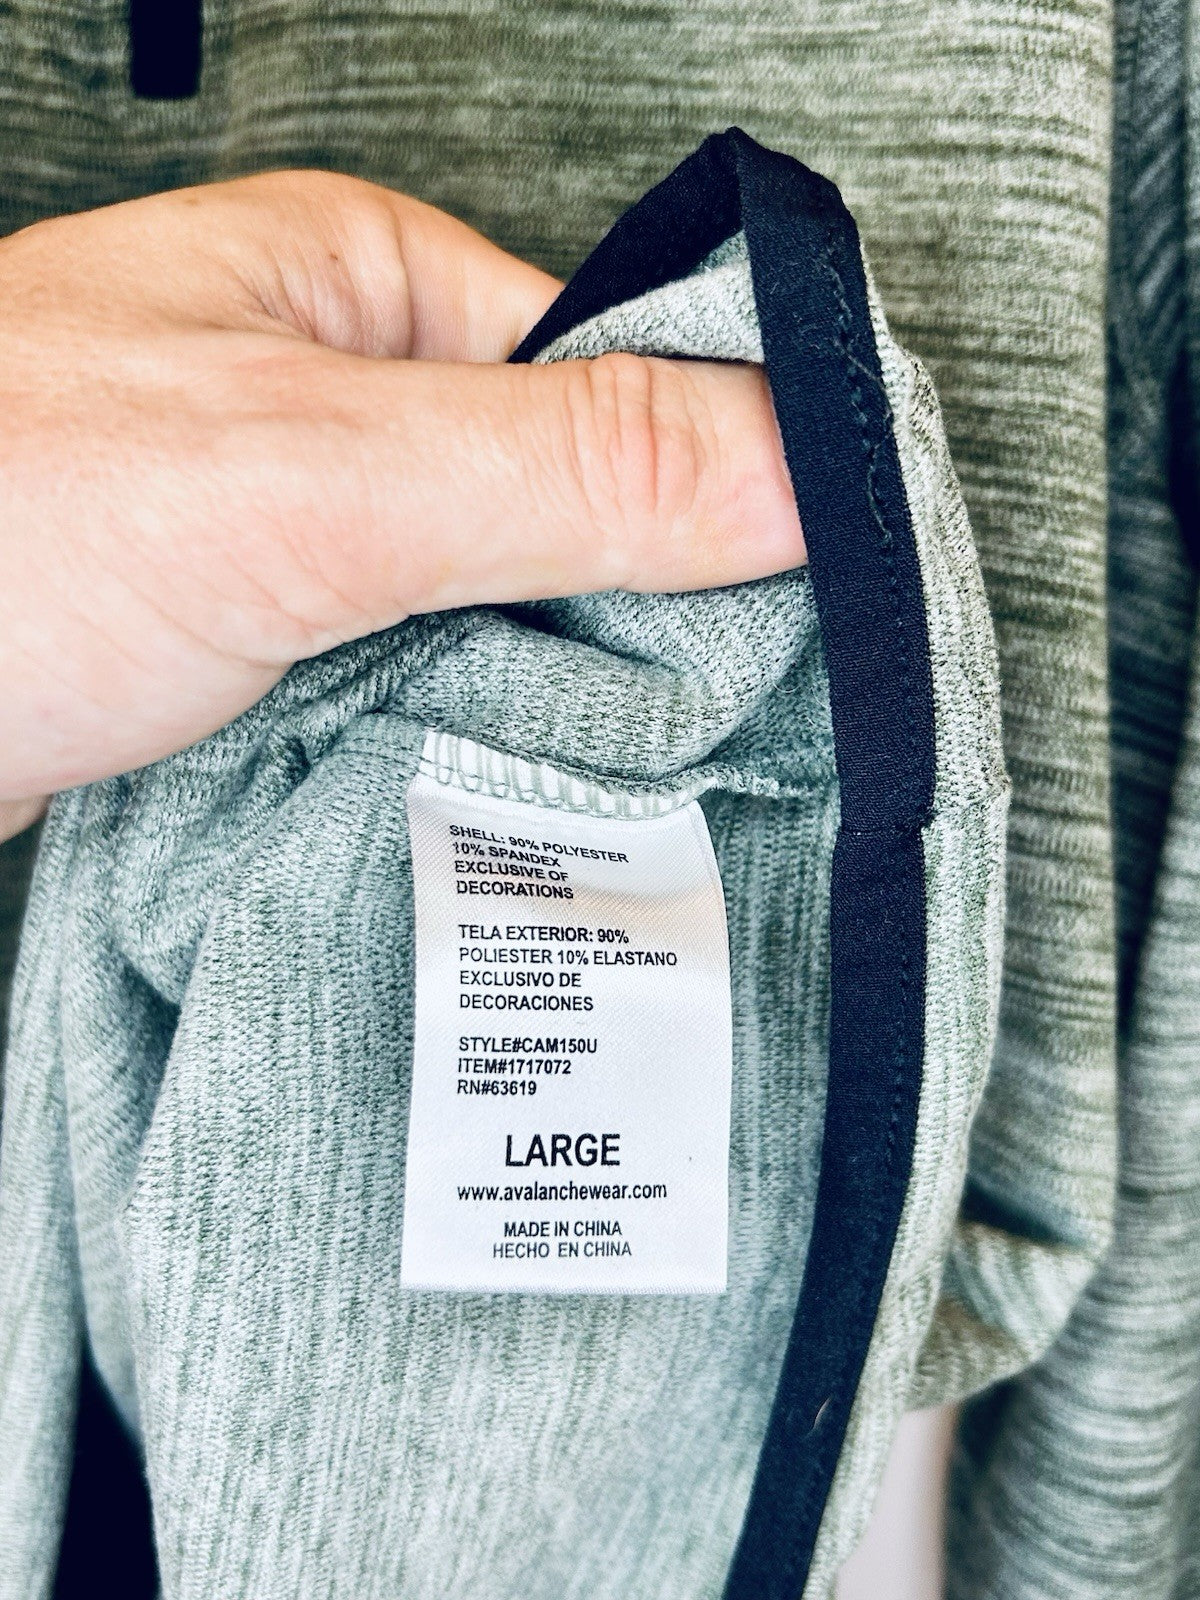 SHELL: 90% POLYESTER
10% SPANDEX
EXCLUSIVE OF
DECORATIONS
TELA EXTERIOR: 90%
POLIESTER 10% ELASTANO
EXCLUSIVO DE
DECORACIONES
STYLE#CAM150U
ITEM#1717072
RN#63619
LARGE
www.avalanchewear.com
MADE IN CHINA
HECHO EN CHINA